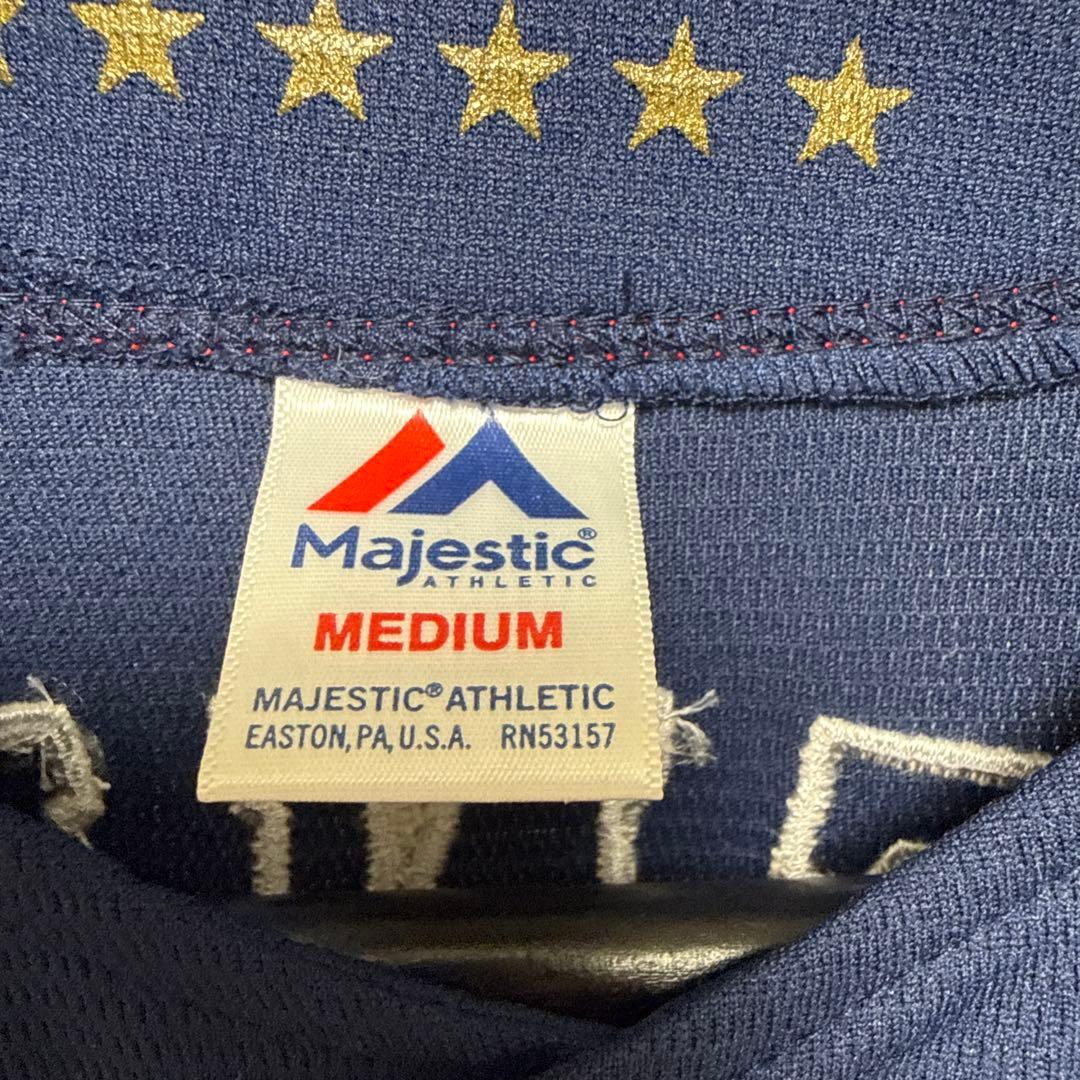 Majestic®
ATHLETIC
MEDIUM
MAJESTIC® ATHLETIC
EASTON, PA, U.S.A. RN53157